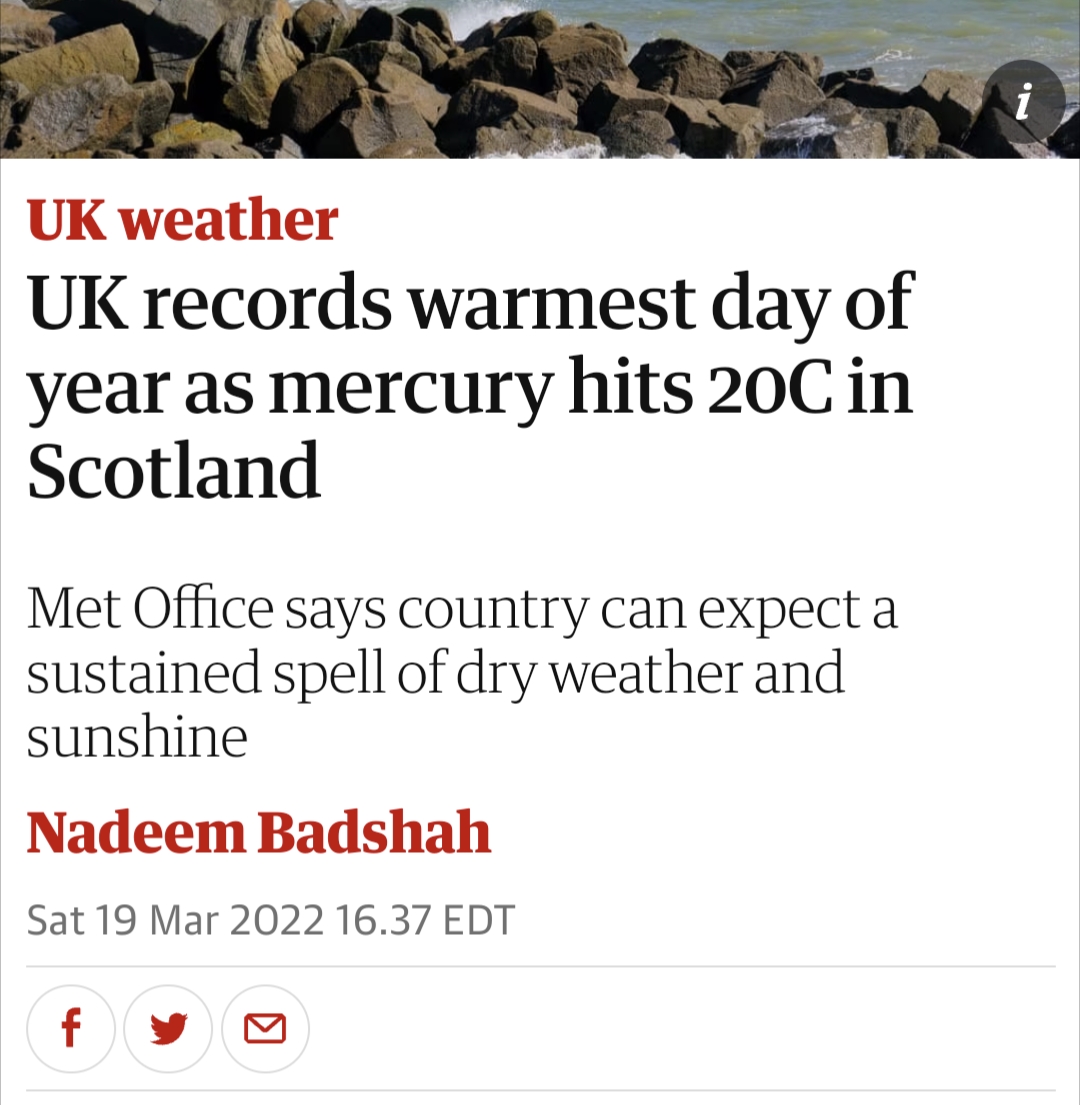 i
UK weather
UK records warmest day of
year as mercury hits 20C in
Scotland
Met Office says country can expect a
sustained spell of dry weather and
sunshine
Nadeem Badshah
Sat 19 Mar 2022 16.37 EDT
f